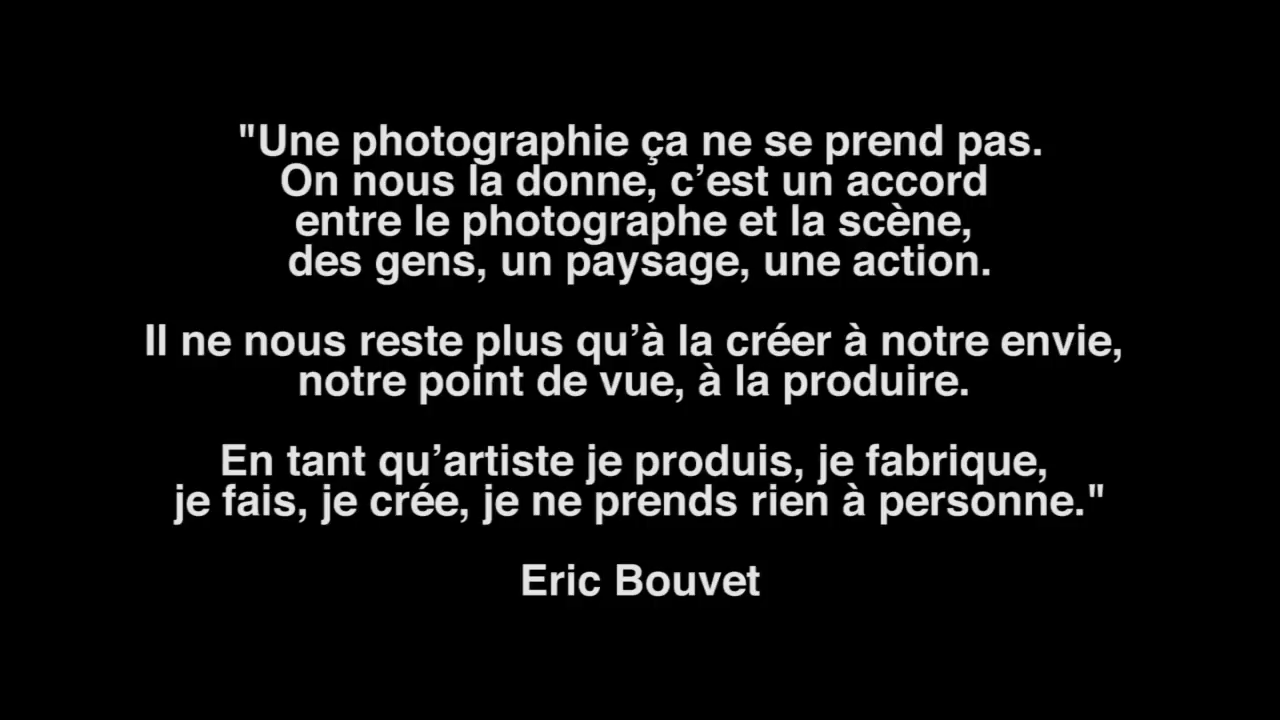 "Une photographie ça ne se prend pas.
On nous la donne, c’est un accord
entre le photographe et la scène,
des gens, un paysage, une action.
Il ne nous reste plus qu’à la créer à notre envie,
notre point de vue, à la produire.
En tant qu’artiste je produis, je fabrique,
je fais, je crée, je ne prends rien à personne."
Eric Bouvet